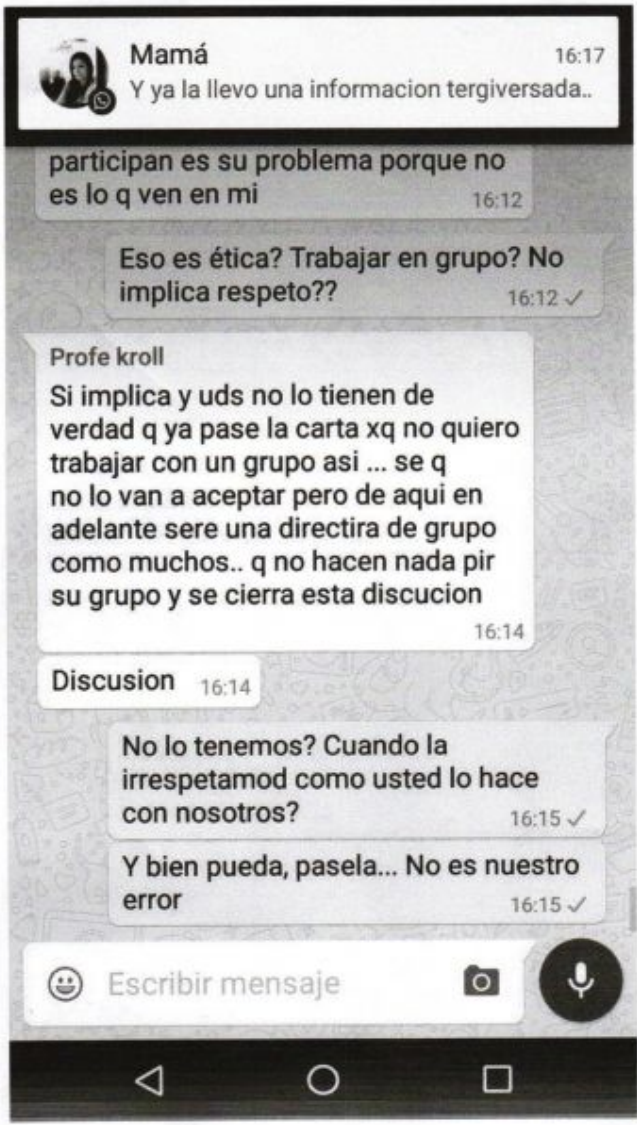 Mamá 16:17
Y ya la llevo una informacion tergiversada..
participan es su problema porque no
es lo q ven en mi 16:12
Eso es ética? Trabajar en grupo? No
implica respeto?? 16:12
Profe kroll
Si implica y uds no lo tienen de
verdad q ya pase la carta xq no quiero
trabajar con un grupo asi ... se q
no lo van a aceptar pero de aqui en
adelante sere una directira de grupo
como muchos.. q no hacen nada pir
su grupo y se cierra esta discucion
16:14
Discusion 16:14
No lo tenemos? Cuando la
irrespetamod como usted lo hace
con nosotros? 16:15
Y bien pueda, pasela... No es nuestro
error 16:15
Escribir mensaje